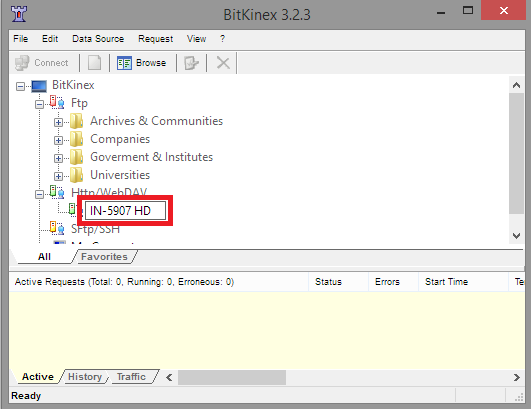 BitKinex 3.2.3
File Edit Data Source Request View ?
Connect Browse
BitKinex
Ftp
Archives & Communities
Companies
Goverment & Institutes
Universities
Http/WebDAV
IN-5907 HD
SFtp/SSH
All Favorites
Active Requests (Total: 0, Running: 0, Erroneous: 0) Status Errors Start Time
Active History Traffic
Ready